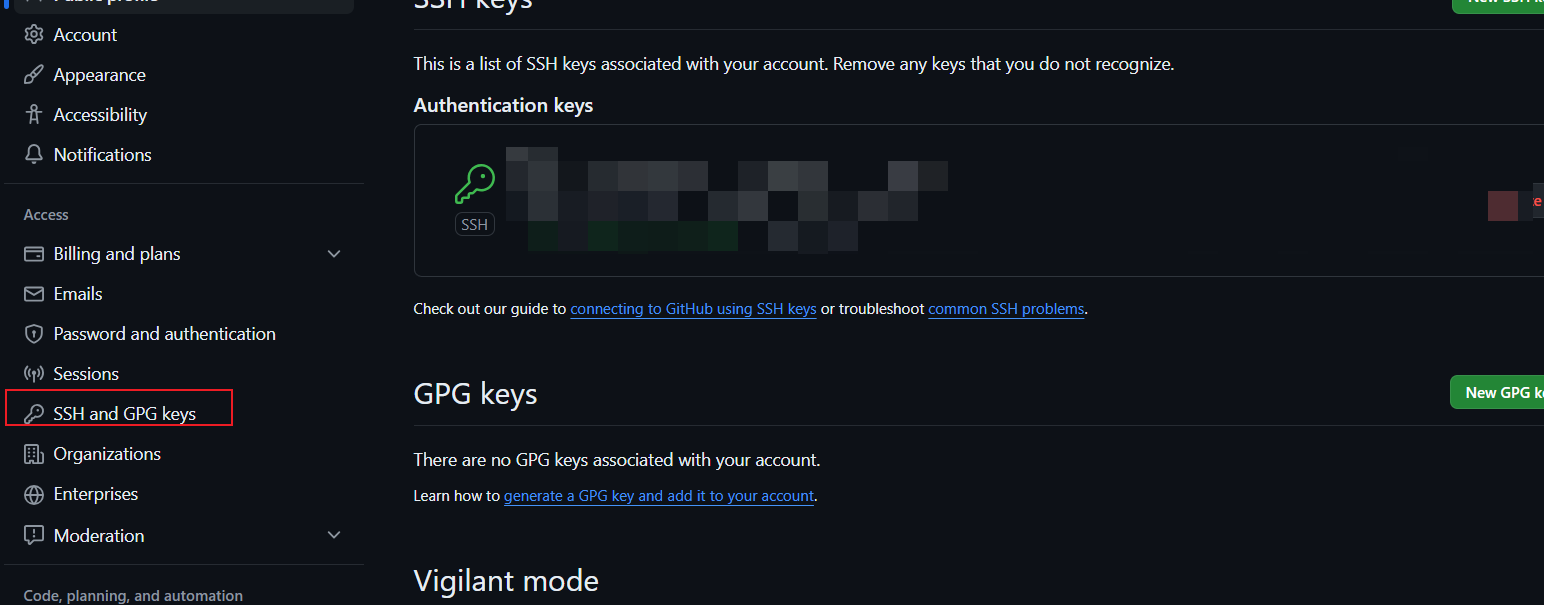 Public profile
Account
Appearance
Accessibility
Notifications
Access
Billing and plans
Emails
Password and authentication
Sessions
SSH and GPG keys
Organizations
Enterprises
Moderation
Code, planning, and automation
SSH keys
New SSH
This is a list of SSH keys associated with your account. Remove any keys that you do not recognize.
Authentication keys
SSH
Check out our guide to connecting to GitHub using SSH keys or troubleshoot common SSH problems.
GPG keys
New GPG
There are no GPG keys associated with your account.
Learn how to generate a GPG key and add it to your account.
Vigilant mode